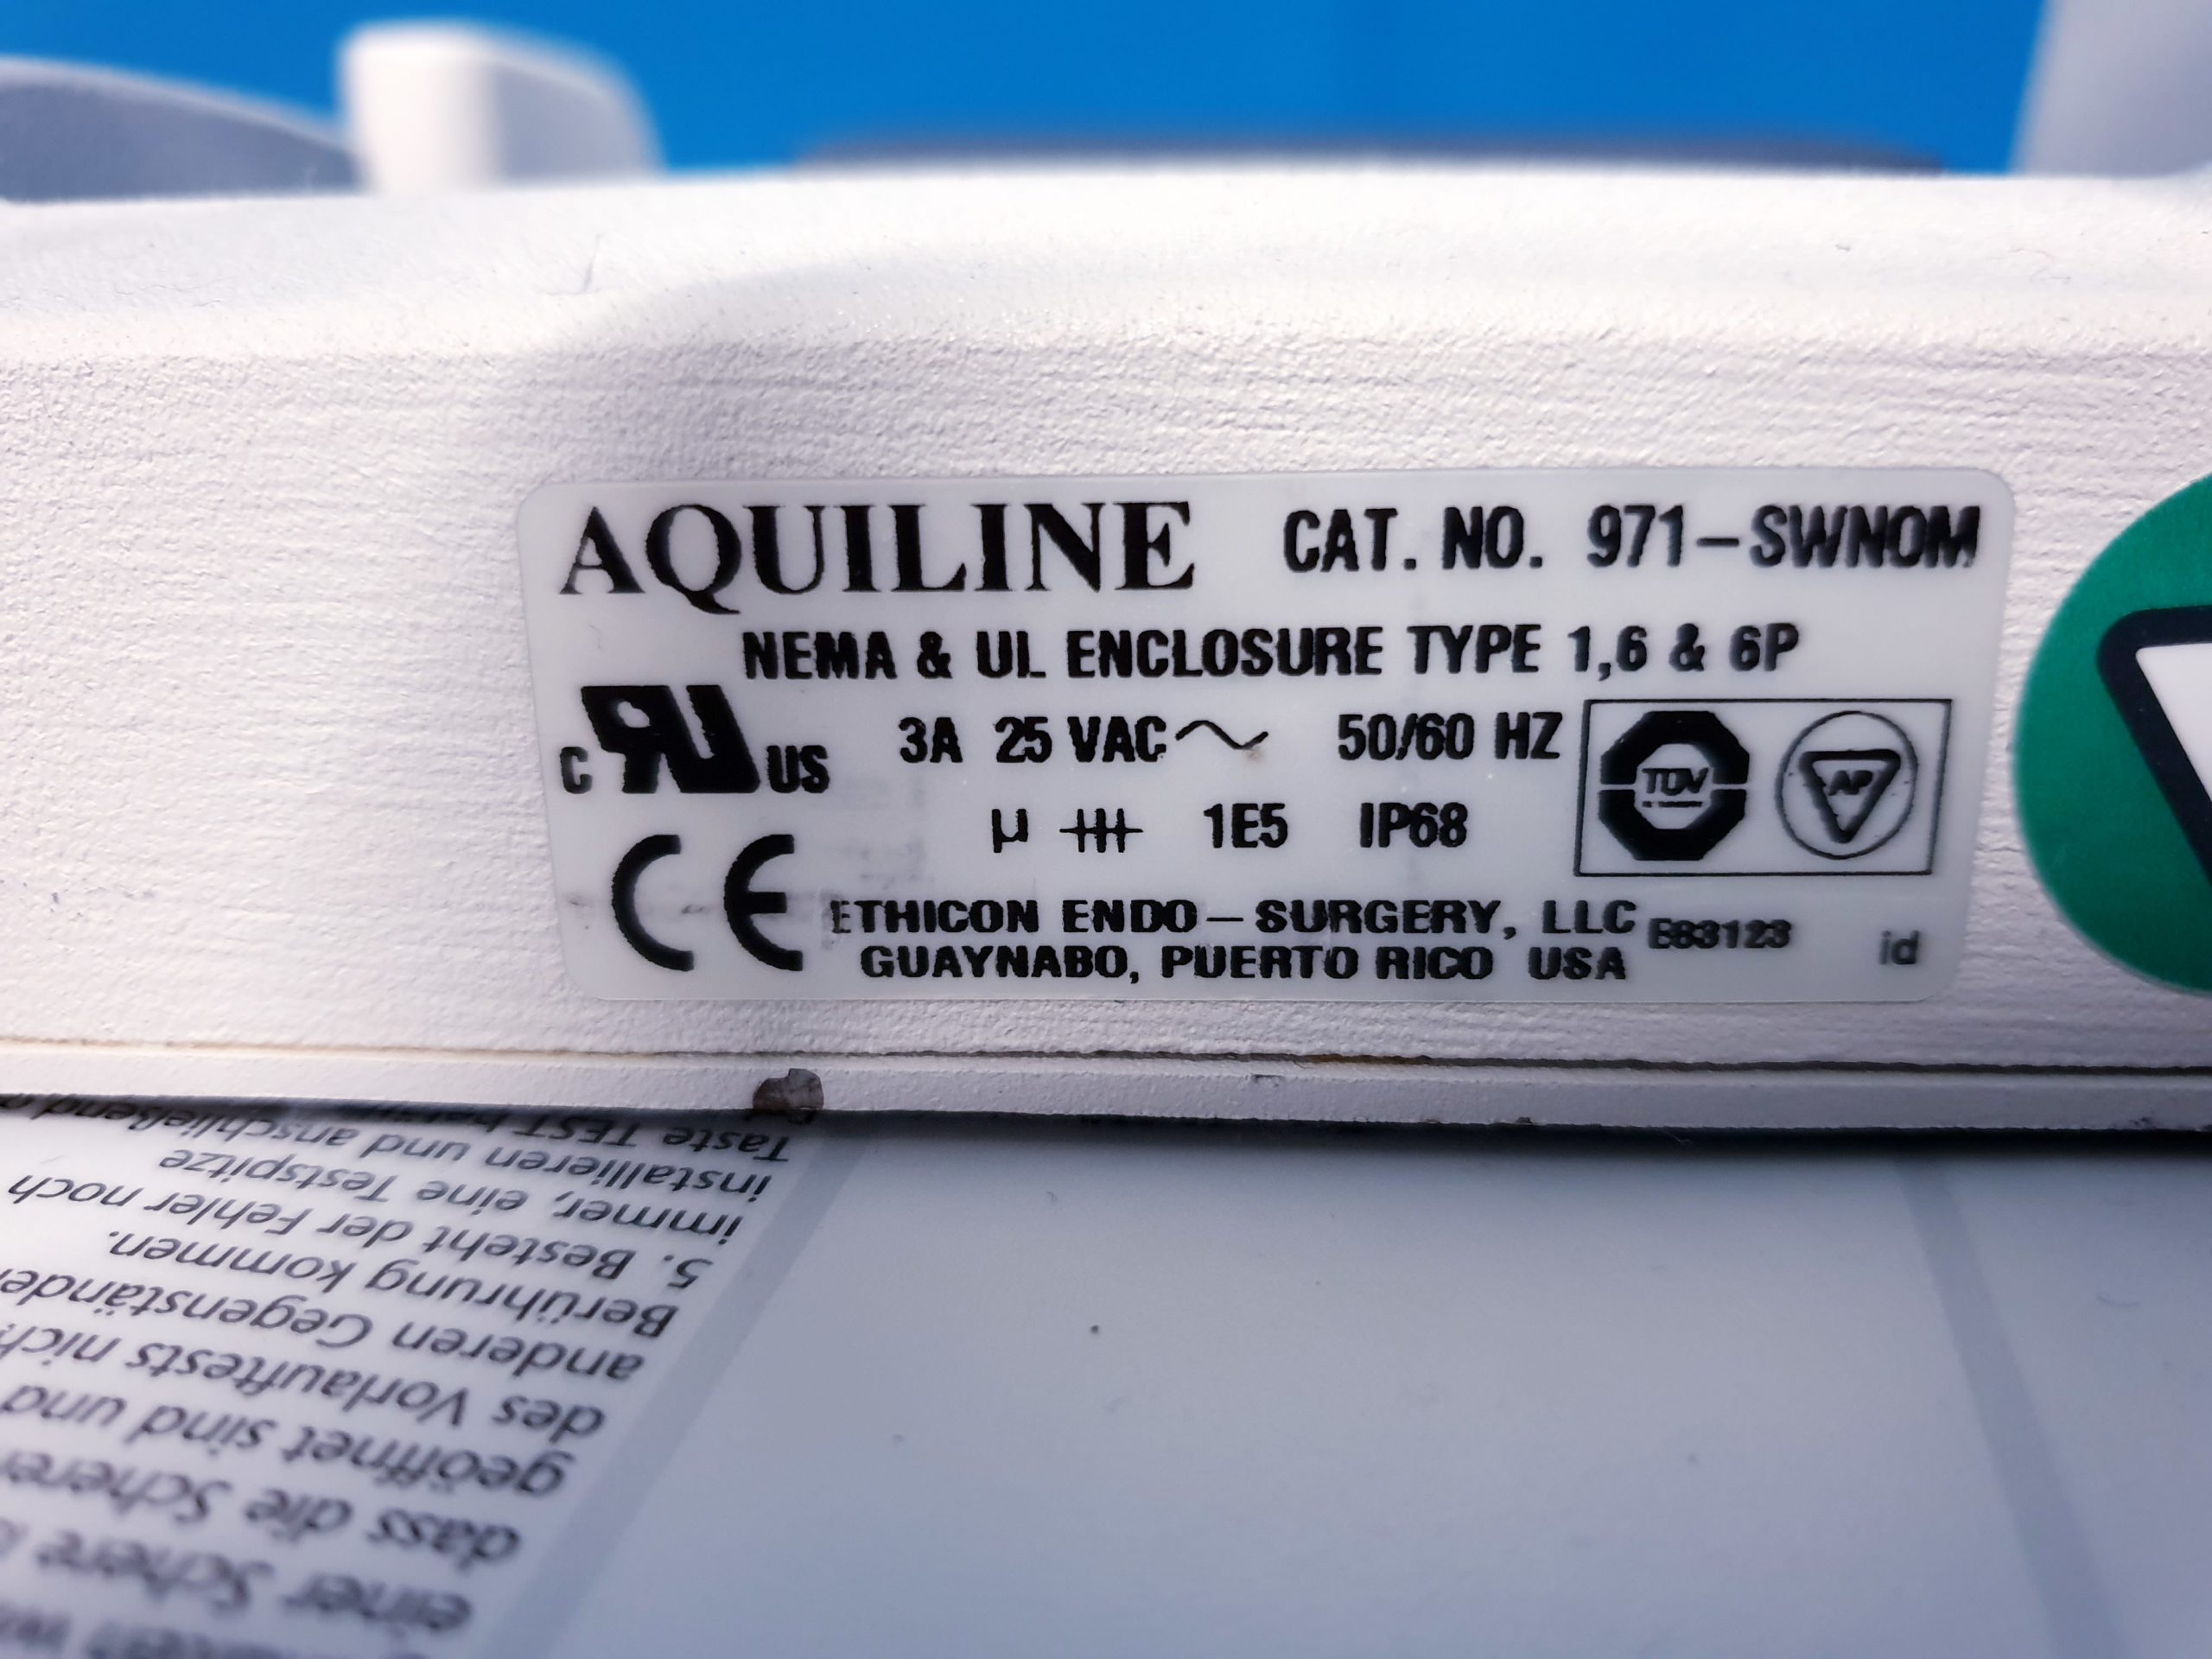 AQUILINE CAT. NO. 971-SWNOM
NEMA & UL ENCLOSURE TYPE 1,6 & 6P
C RU US 3A 25 VAC ~ 50/60 HZ TÜV AP
µ 1E5 IP68
CE ETHICON ENDO-SURGERY, LLC E83123 id
GUAYNABO, PUERTO RICO USA
einer Schere
dass die Schere
geöffnet sind und
des Vorlauftests
anderen
Berührung kommen.
5. Besteht der Fehler noch
immer, eine Testspitze
installieren und
Taste TEST